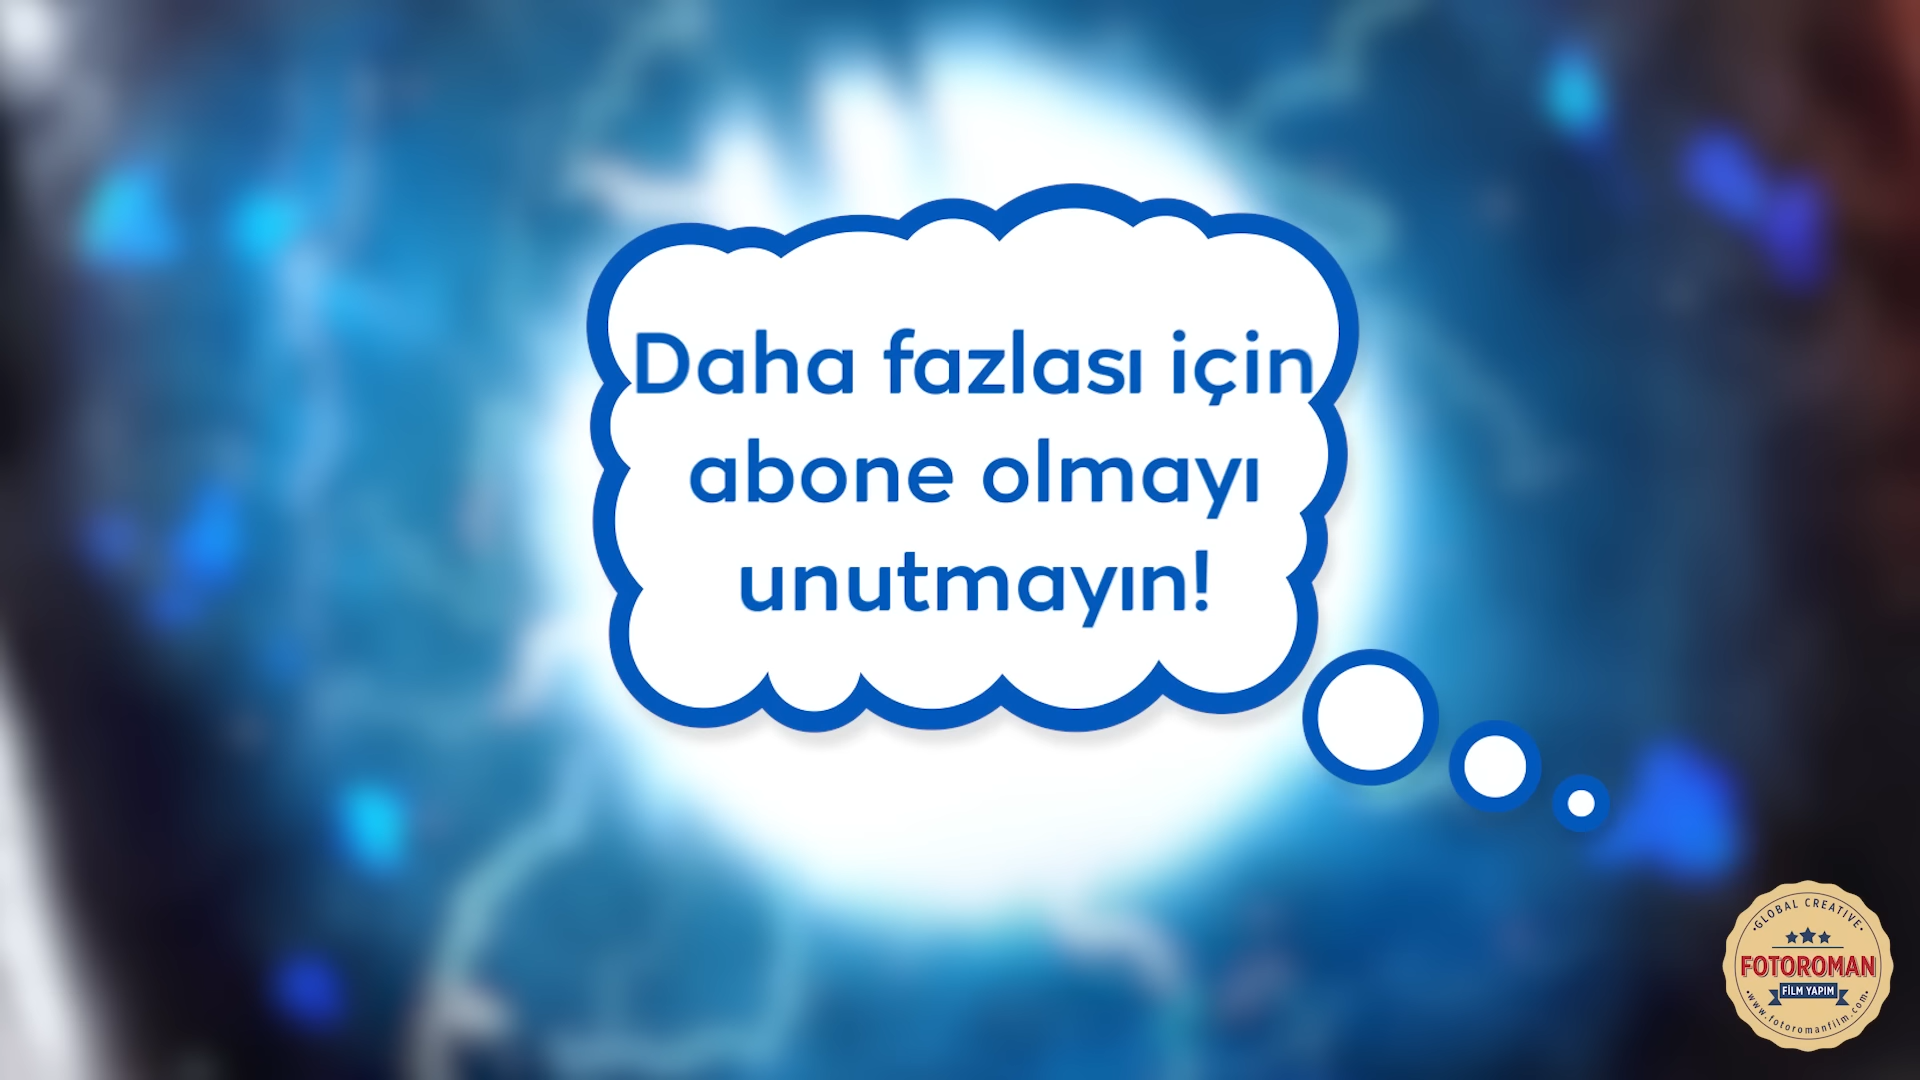 Daha fazlası için
abone olmayı
unutmayın!
GLOBAL CREATIVE
FOTOROMAN
FİLM YAPIM
www.fotoromanfilm.com